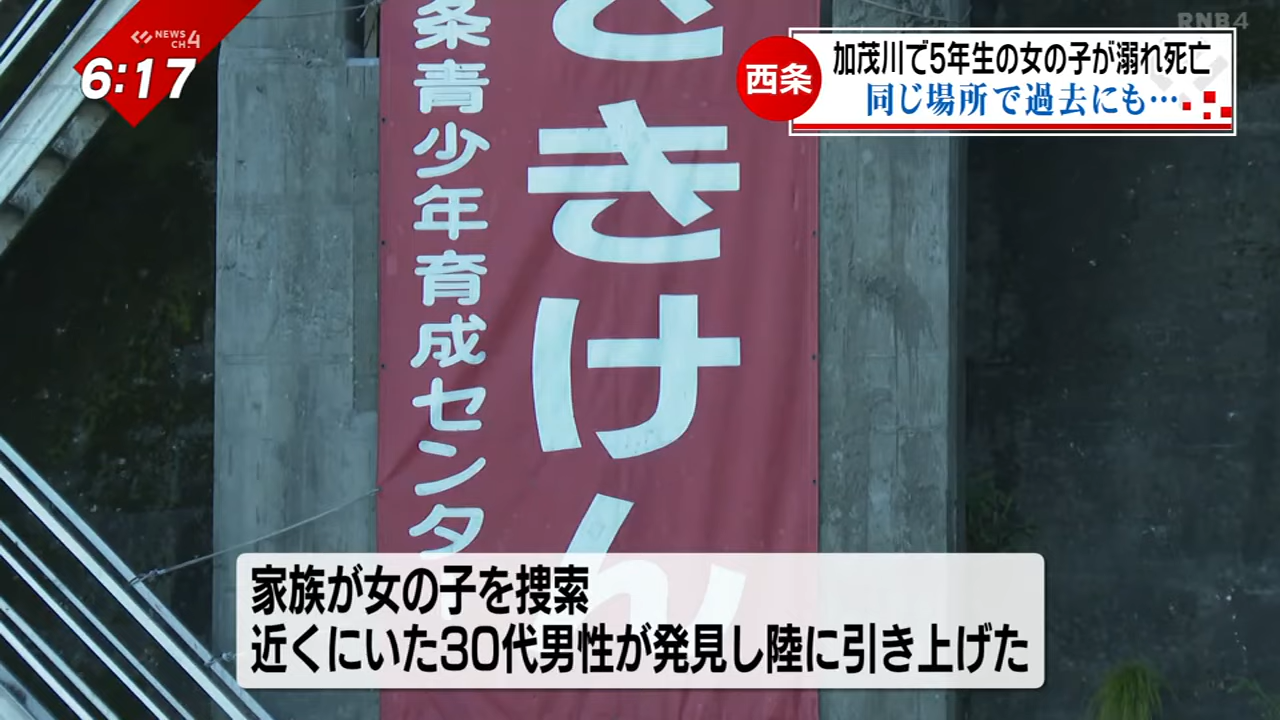 NEWS
CH.4
6:17
RNB4
西条
加茂川で5年生の女の子が溺れ死亡
同じ場所で過去にも…
きけん
条青少年育成センタ
家族が女の子を捜索
近くにいた30代男性が発見し陸に引き上げた